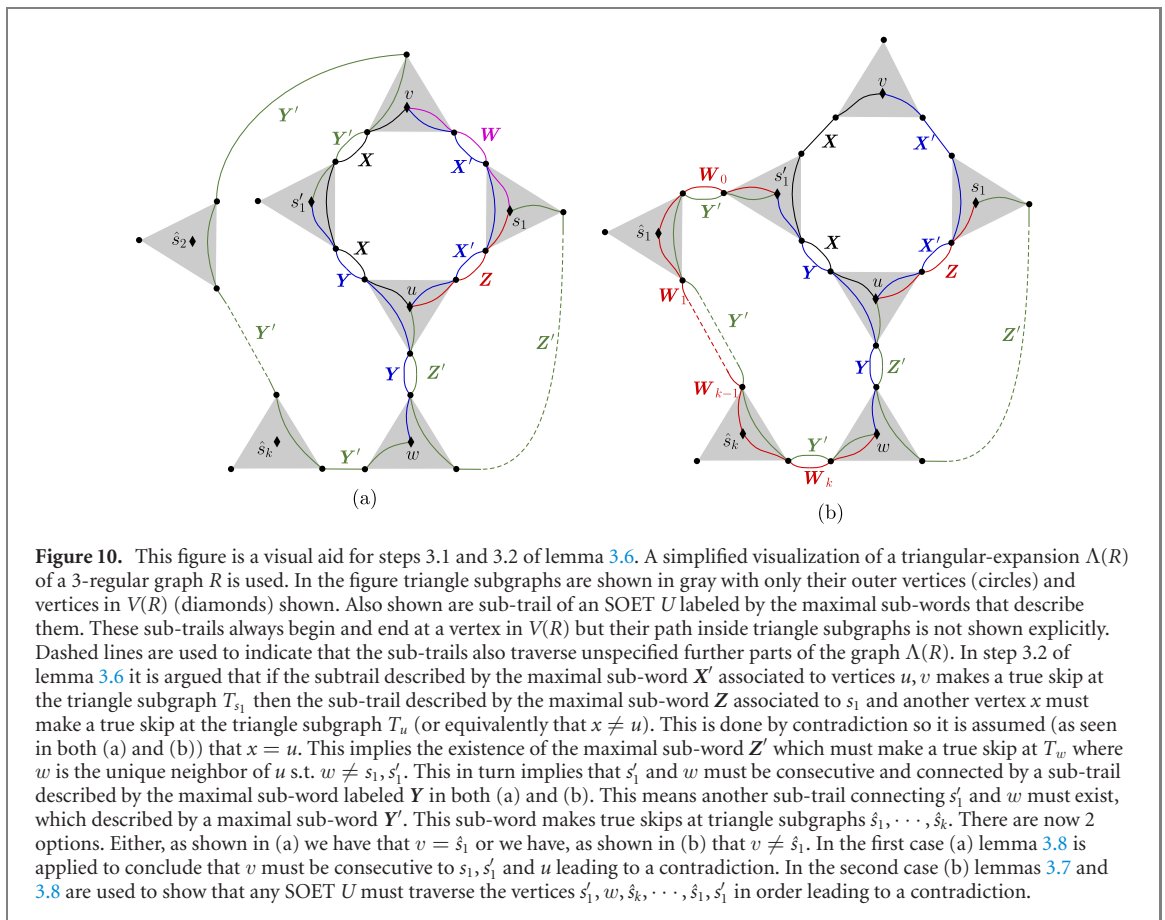 Y′
v
W
Y′
X
X′
s′₁
s₁
ŝ₂
X
X′
Y
Z
u
Y′
Z′
Y
Z′
ŝₖ
Y′
w
(a)
v
X
X′
W₀
s′₁
s₁
Y′
ŝ₁
X
X′
Y
Z
W₁
u
Y′
Z′
Y
Z′
Wₖ₋₁
ŝₖ
Y′
w
Wₖ
(b)
Figure 10. This figure is a visual aid for steps 3.1 and 3.2 of lemma 3.6. A simplified visualization of a triangular-expansion Λ(R)
of a 3-regular graph R is used. In the figure triangle subgraphs are shown in gray with only their outer vertices (circles) and
vertices in V(R) (diamonds) shown. Also shown are sub-trail of an SOET U labeled by the maximal sub-words that describe
them. These sub-trails always begin and end at a vertex in V(R) but their path inside triangle subgraphs is not shown explicitly.
Dashed lines are used to indicate that the sub-trails also traverse unspecified further parts of the graph Λ(R). In step 3.2 of
lemma 3.6 it is argued that if the subtrail described by the maximal sub-word X′ associated to vertices u, v makes a true skip at
the triangle subgraph Tₛ₁ then the sub-trail described by the maximal sub-word Z associated to s₁ and another vertex x must
make a true skip at the triangle subgraph Tᵤ (or equivalently that x ≠ u). This is done by contradiction so it is assumed (as seen
in both (a) and (b)) that x = u. This implies the existence of the maximal sub-word Z′ which must make a true skip at T_w where
w is the unique neighbor of u s.t. w ≠ s₁, s′₁. This in turn implies that s′₁ and w must be consecutive and connected by a sub-trail
described by the maximal sub-word labeled Y in both (a) and (b). This means another sub-trail connecting s′₁ and w must exist,
which described by a maximal sub-word Y′. This sub-word makes true skips at triangle subgraphs ŝ₁, · · · , ŝₖ. There are now 2
options. Either, as shown in (a) we have that v = ŝ₁ or we have, as shown in (b) that v ≠ ŝ₁. In the first case (a) lemma 3.8 is
applied to conclude that v must be consecutive to s₁, s′₁ and u leading to a contradiction. In the second case (b) lemmas 3.7 and
3.8 are used to show that any SOET U must traverse the vertices s′₁, w, ŝₖ, · · · , ŝ₁, s′₁ in order leading to a contradiction.